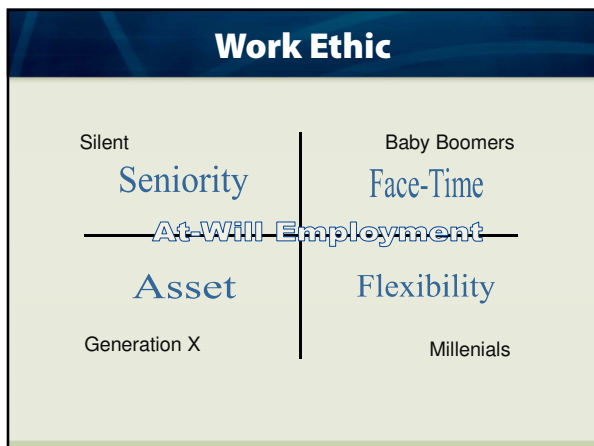 Work Ethic
Silent
Baby Boomers
Seniority
Face-Time
At-Will Employment
Asset
Flexibility
Generation X
Millenials